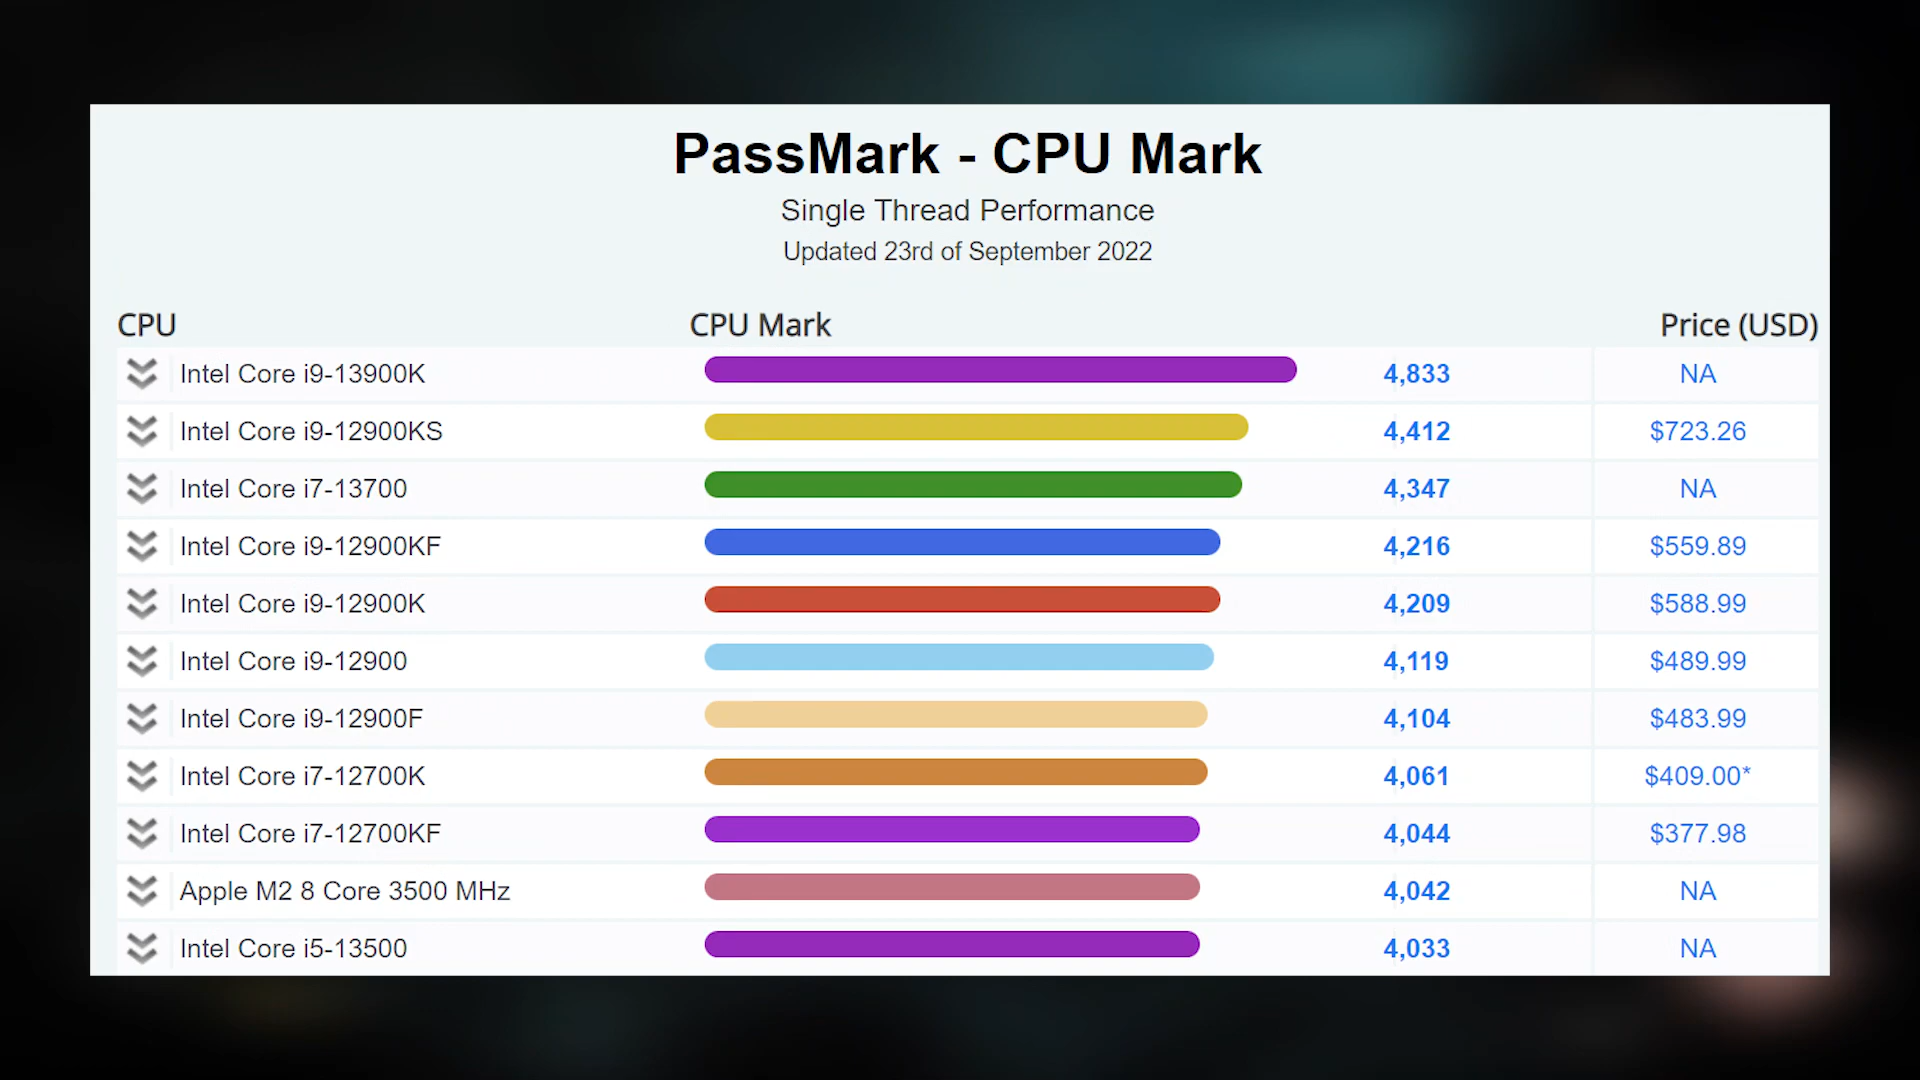 PassMark - CPU Mark
Single Thread Performance
Updated 23rd of September 2022
CPU CPU Mark Price (USD)
Intel Core i9-13900K 4,833 NA
Intel Core i9-12900KS 4,412 $723.26
Intel Core i7-13700 4,347 NA
Intel Core i9-12900KF 4,216 $559.89
Intel Core i9-12900K 4,209 $588.99
Intel Core i9-12900 4,119 $489.99
Intel Core i9-12900F 4,104 $483.99
Intel Core i7-12700K 4,061 $409.00*
Intel Core i7-12700KF 4,044 $377.98
Apple M2 8 Core 3500 MHz 4,042 NA
Intel Core i5-13500 4,033 NA